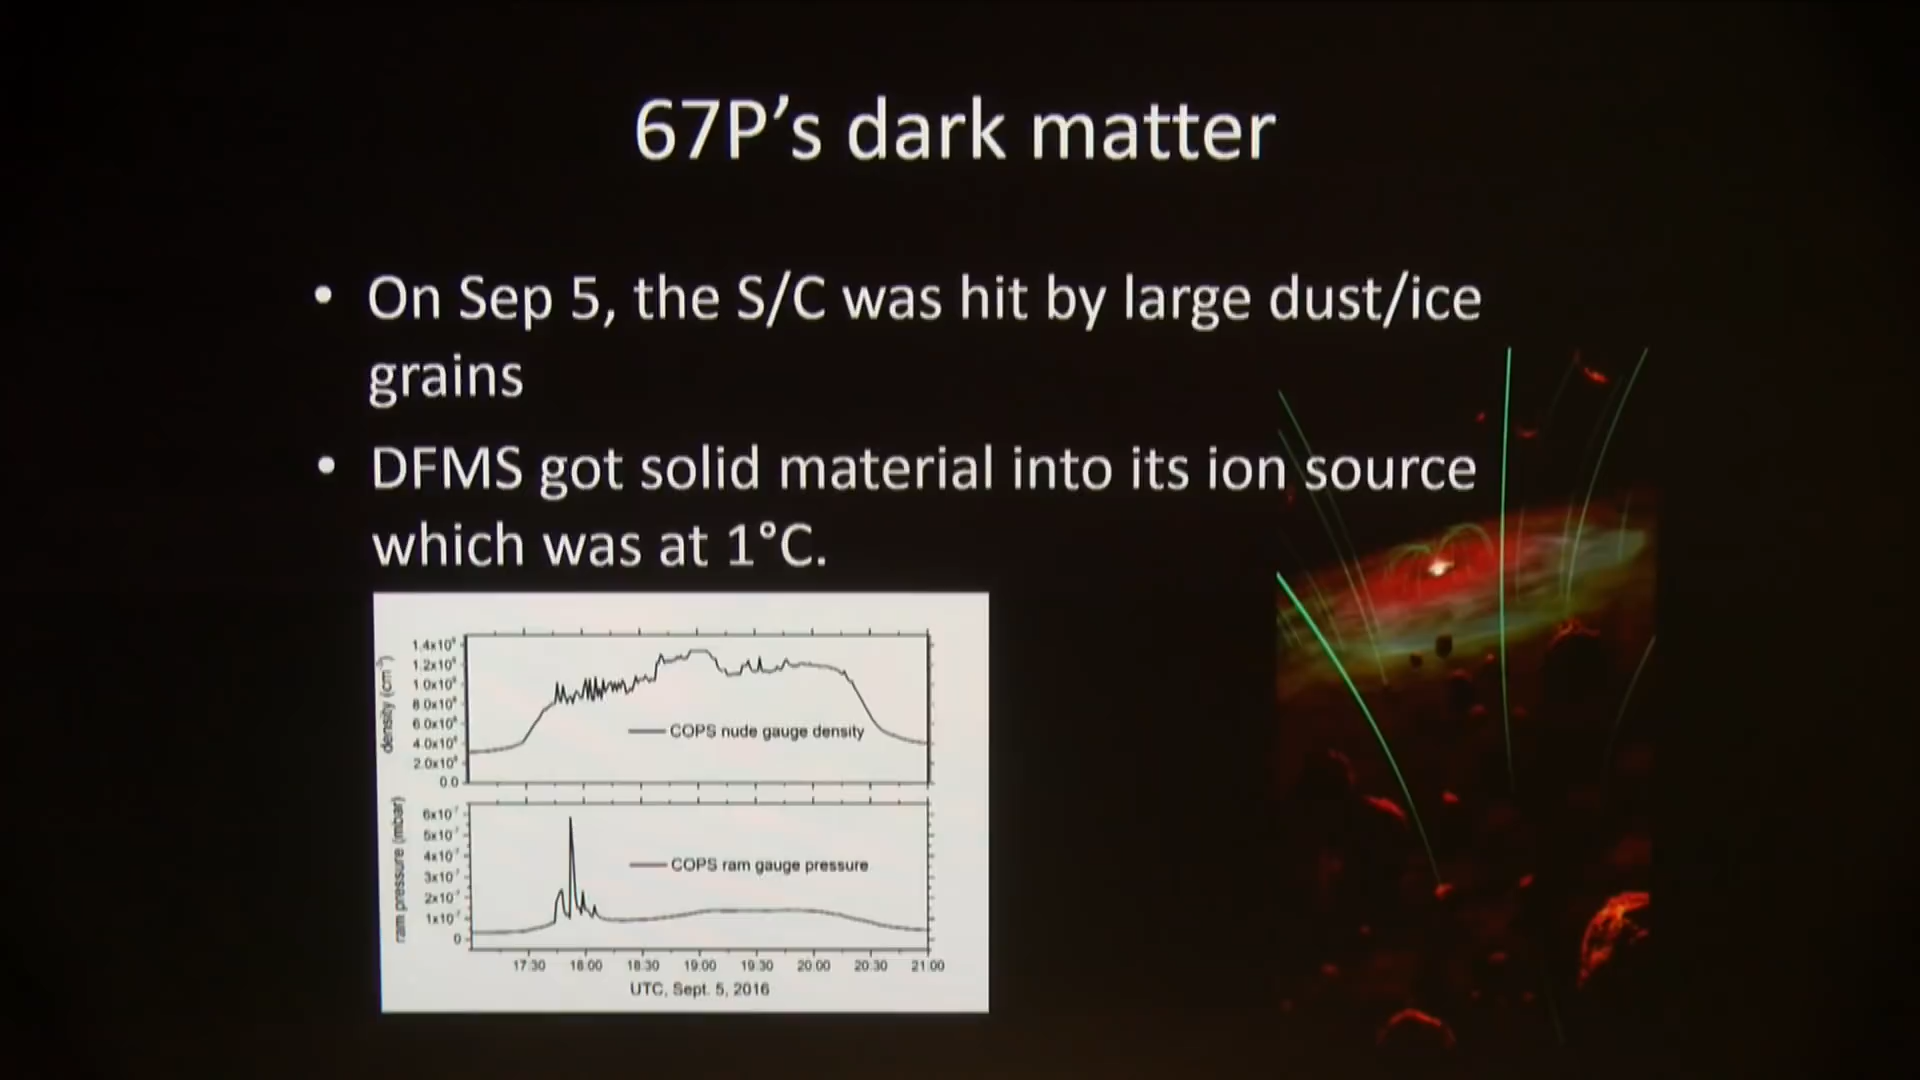 67P’s dark matter
• On Sep 5, the S/C was hit by large dust/ice
grains
• DFMS got solid material into its ion source
which was at 1°C.
density (cm⁻³)
1.4x10⁸
1.2x10⁸
1.0x10⁸
8.0x10⁶
6.0x10⁶
4.0x10⁶
2.0x10⁶
0.0
COPS nude gauge density
ram pressure (mbar)
6x10⁻⁷
5x10⁻⁷
4x10⁻⁷
3x10⁻⁷
2x10⁻⁷
1x10⁻⁷
0
COPS ram gauge pressure
17:30 18:00 18:30 19:00 19:30 20:00 20:30 21:00
UTC, Sept. 5, 2016